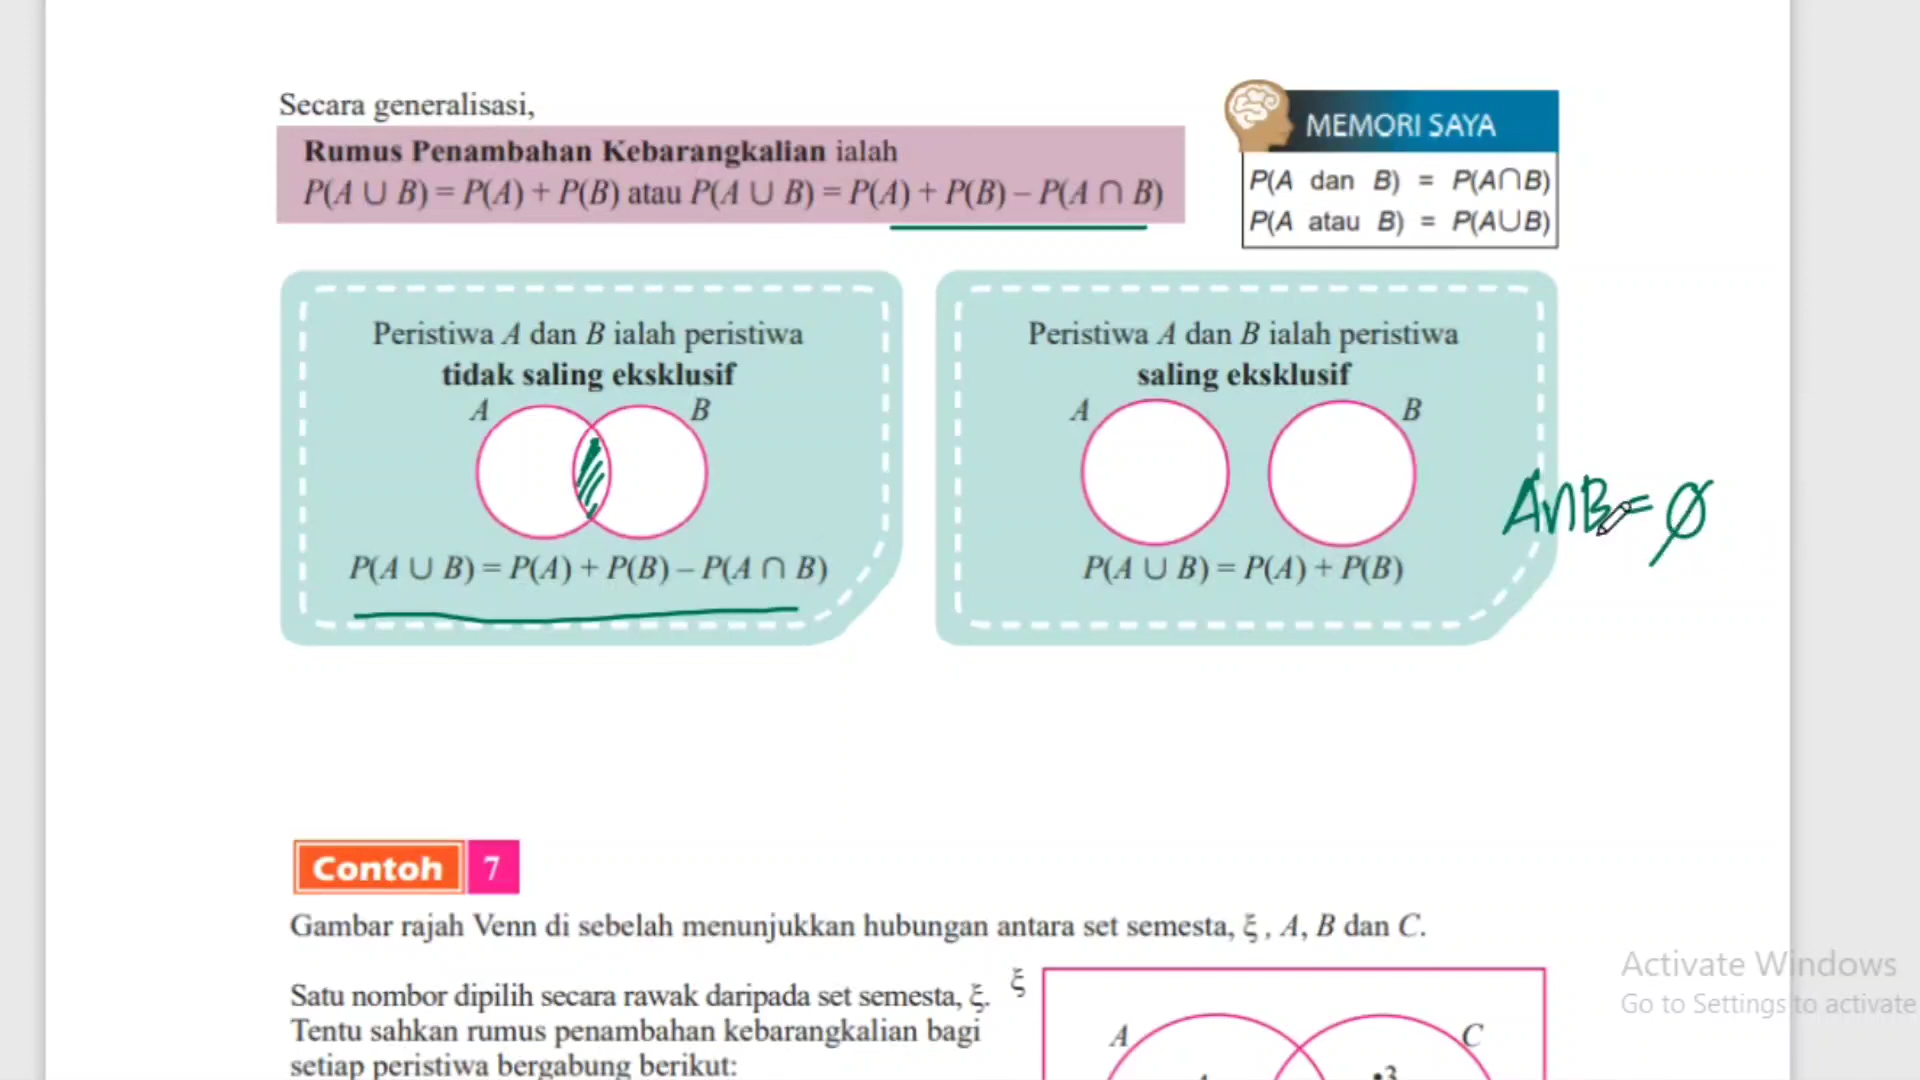 Secara generalisasi,
Rumus Penambahan Kebarangkalian ialah
P(A ∪ B) = P(A) + P(B) atau P(A ∪ B) = P(A) + P(B) – P(A ∩ B)
MEMORI SAYA
P(A dan B) = P(A∩B)
P(A atau B) = P(A∪B)
Peristiwa A dan B ialah peristiwa
tidak saling eksklusif
A B
P(A ∪ B) = P(A) + P(B) – P(A ∩ B)
Peristiwa A dan B ialah peristiwa
saling eksklusif
A B
P(A ∪ B) = P(A) + P(B)
A∩B = ∅
Contoh 7
Gambar rajah Venn di sebelah menunjukkan hubungan antara set semesta, ξ , A, B dan C.
Satu nombor dipilih secara rawak daripada set semesta, ξ.
Tentu sahkan rumus penambahan kebarangkalian bagi
setiap peristiwa bergabung berikut:
ξ
A C
•3
Activate Windows
Go to Settings to activate